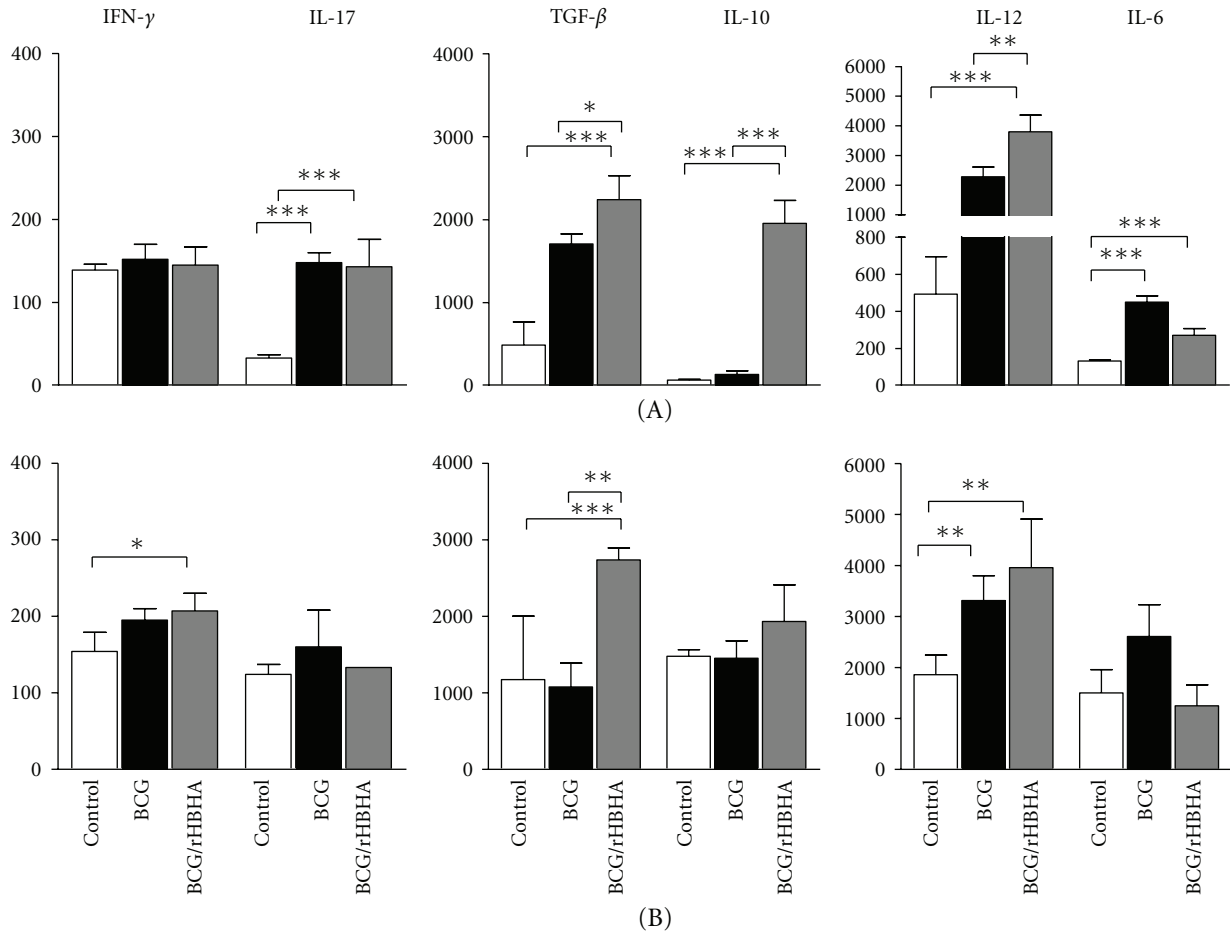 IFN-γ IL-17 TGF-β IL-10 IL-12 IL-6
400
300
200
100
0
***
***
4000
3000
2000
1000
0
*
***
***
***
6000
5000
4000
3000
2000
1000
800
600
400
200
0
**
***
***
***
(A)
400
300
200
100
0
*
4000
3000
2000
1000
0
**
***
6000
5000
4000
3000
2000
1000
0
**
**
Control
BCG
BCG/rHBHA
Control
BCG
BCG/rHBHA
Control
BCG
BCG/rHBHA
Control
BCG
BCG/rHBHA
Control
BCG
BCG/rHBHA
Control
BCG
BCG/rHBHA
(B)